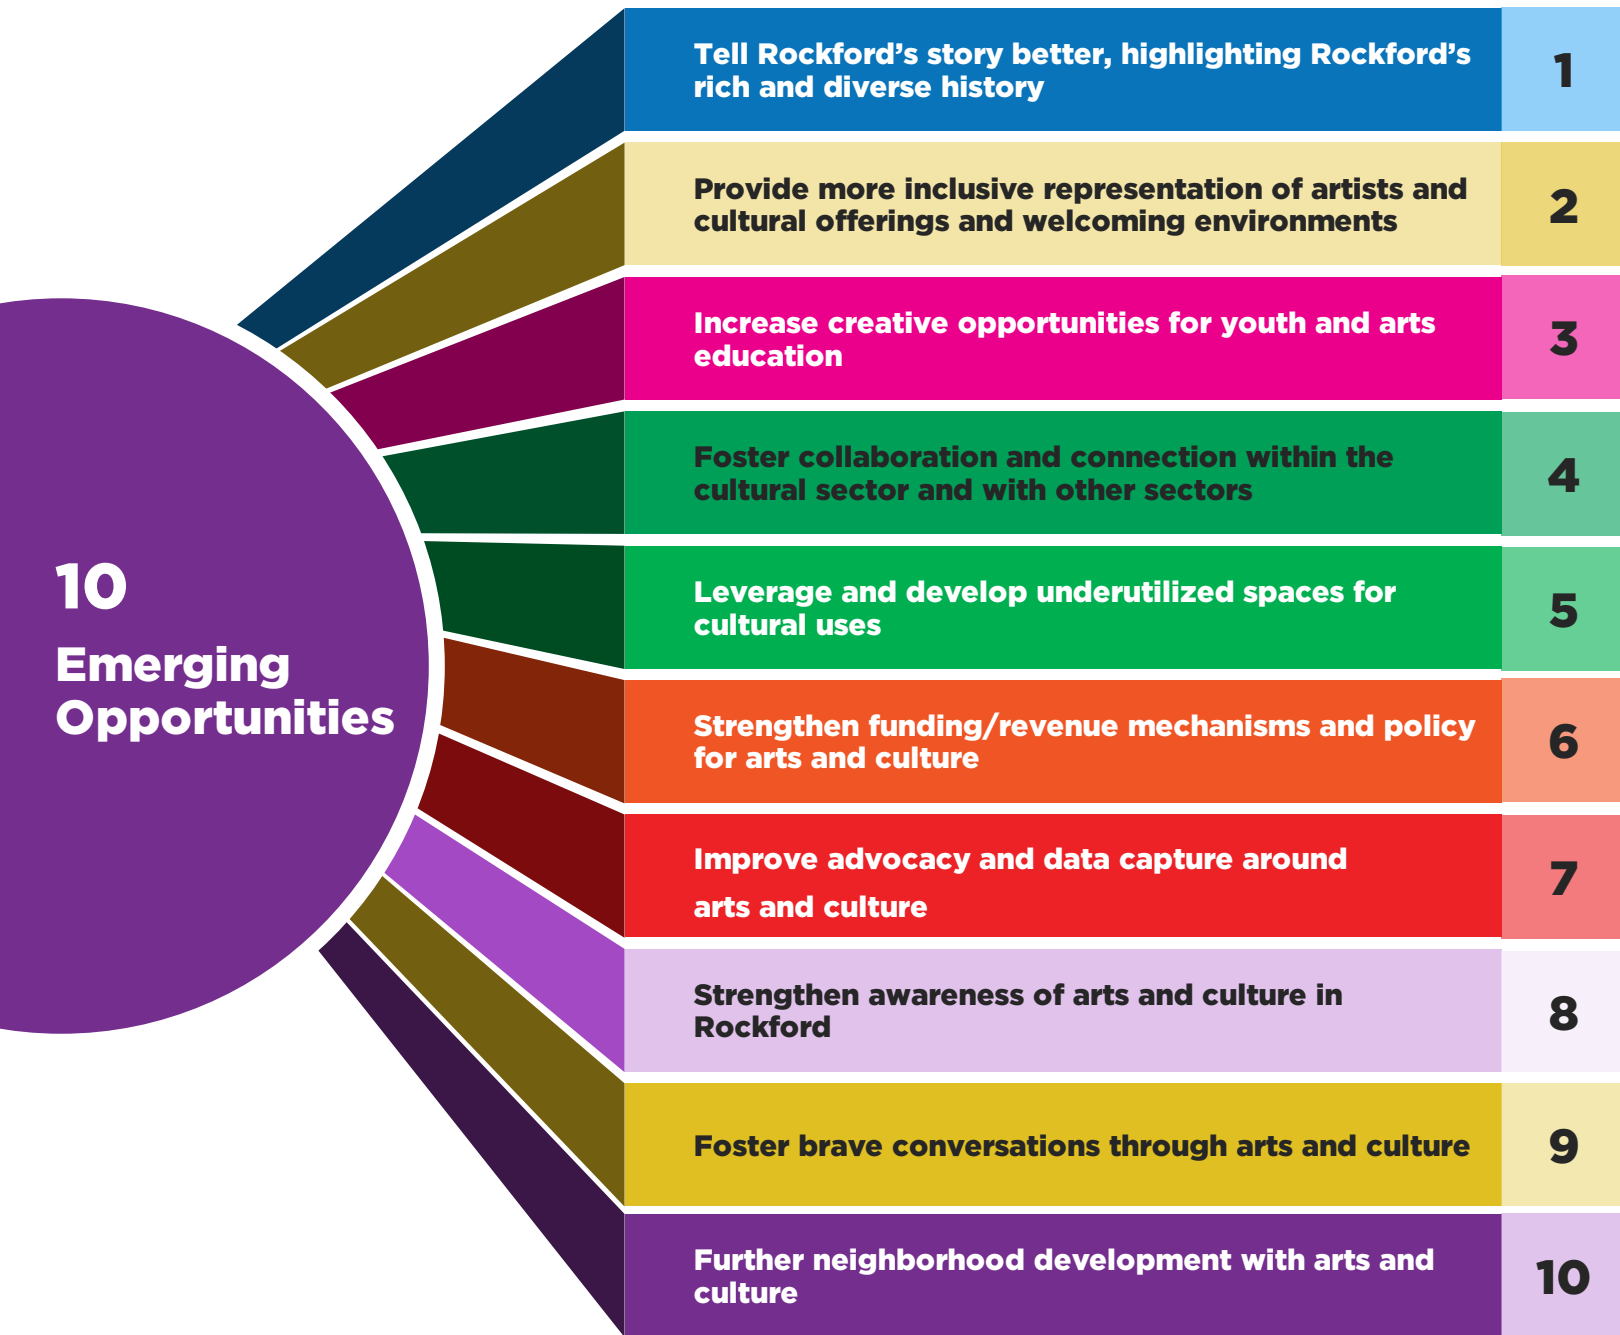 10
Emerging
Opportunities
Tell Rockford’s story better, highlighting Rockford’s
rich and diverse history
1
Provide more inclusive representation of artists and
cultural offerings and welcoming environments
2
Increase creative opportunities for youth and arts
education
3
Foster collaboration and connection within the
cultural sector and with other sectors
4
Leverage and develop underutilized spaces for
cultural uses
5
Strengthen funding/revenue mechanisms and policy
for arts and culture
6
Improve advocacy and data capture around
arts and culture
7
Strengthen awareness of arts and culture in
Rockford
8
Foster brave conversations through arts and culture
9
Further neighborhood development with arts and
culture
10